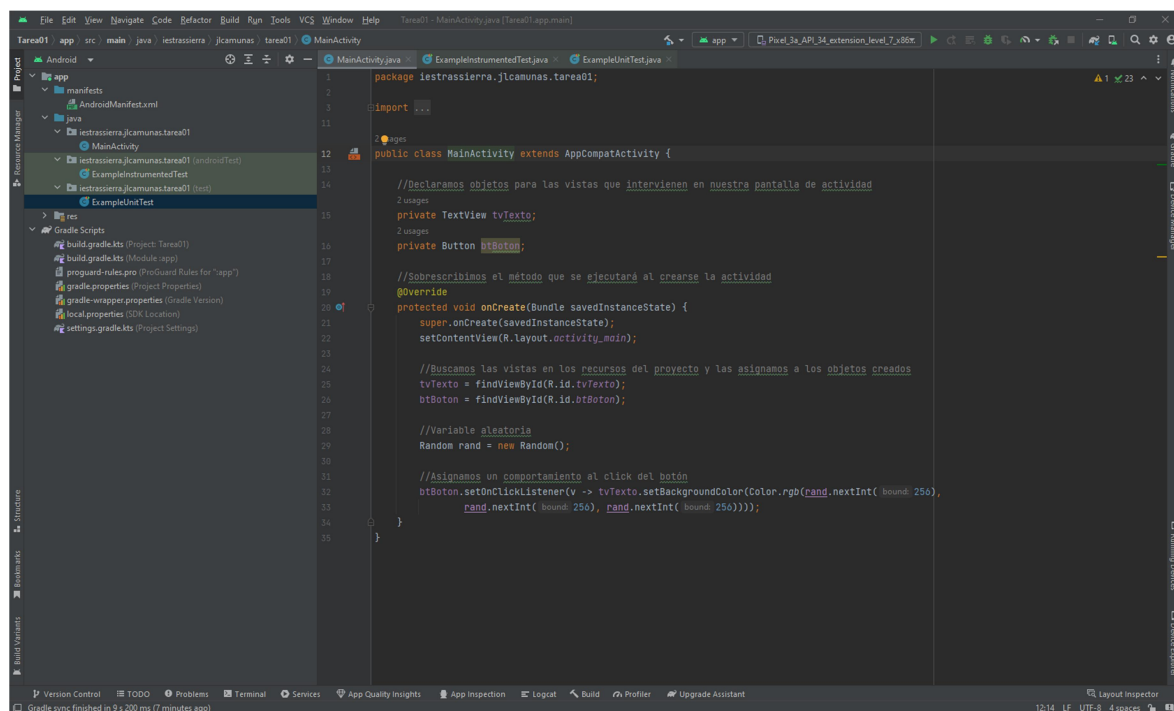 File Edit View Navigate Code Refactor Build Run Tools VCS Window Help Tarea01 - MainActivity.java [Tarea01.app.main]
Tarea01 app src main java iestrassierra jlcamunas tarea01 MainActivity
app Pixel_3a_API_34_extension_level_7_x86
Project
Resource Manager
Structure
Bookmarks
Build Variants
Android
app
manifests
AndroidManifest.xml
java
iestrassierra.jlcamunas.tarea01
MainActivity
iestrassierra.jlcamunas.tarea01 (androidTest)
ExampleInstrumentedTest
iestrassierra.jlcamunas.tarea01 (test)
ExampleUnitTest
res
Gradle Scripts
build.gradle.kts (Project: Tarea01)
build.gradle.kts (Module :app)
proguard-rules.pro (ProGuard Rules for ":app")
gradle.properties (Project Properties)
gradle-wrapper.properties (Gradle Version)
local.properties (SDK Location)
settings.gradle.kts (Project Settings)
MainActivity.java ExampleInstrumentedTest.java ExampleUnitTest.java
1 23
1 package iestrassierra.jlcamunas.tarea01;
2
3 import ...
11
2 usages
12 public class MainActivity extends AppCompatActivity {
13
14 //Declaramos objetos para las vistas que intervienen en nuestra pantalla de actividad
2 usages
15 private TextView tvTexto;
2 usages
16 private Button btBoton;
17
18 //Sobrescribimos el método que se ejecutará al crearse la actividad
19 @Override
20 protected void onCreate(Bundle savedInstanceState) {
21 super.onCreate(savedInstanceState);
22 setContentView(R.layout.activity_main);
23
24 //Buscamos las vistas en los recursos del proyecto y las asignamos a los objetos creados
25 tvTexto = findViewById(R.id.tvTexto);
26 btBoton = findViewById(R.id.btBoton);
27
28 //Variable aleatoria
29 Random rand = new Random();
30
31 //Asignamos un comportamiento al click del botón
32 btBoton.setOnClickListener(v -> tvTexto.setBackgroundColor(Color.rgb(rand.nextInt( bound: 256),
33 rand.nextInt( bound: 256), rand.nextInt( bound: 256))));
34 }
35 }
Version Control TODO Problems Terminal Services App Quality Insights App Inspection Logcat Build Profiler Upgrade Assistant Layout Inspector
Gradle sync finished in 9 s 200 ms (7 minutes ago) 12:14 LF UTF-8 4 spaces